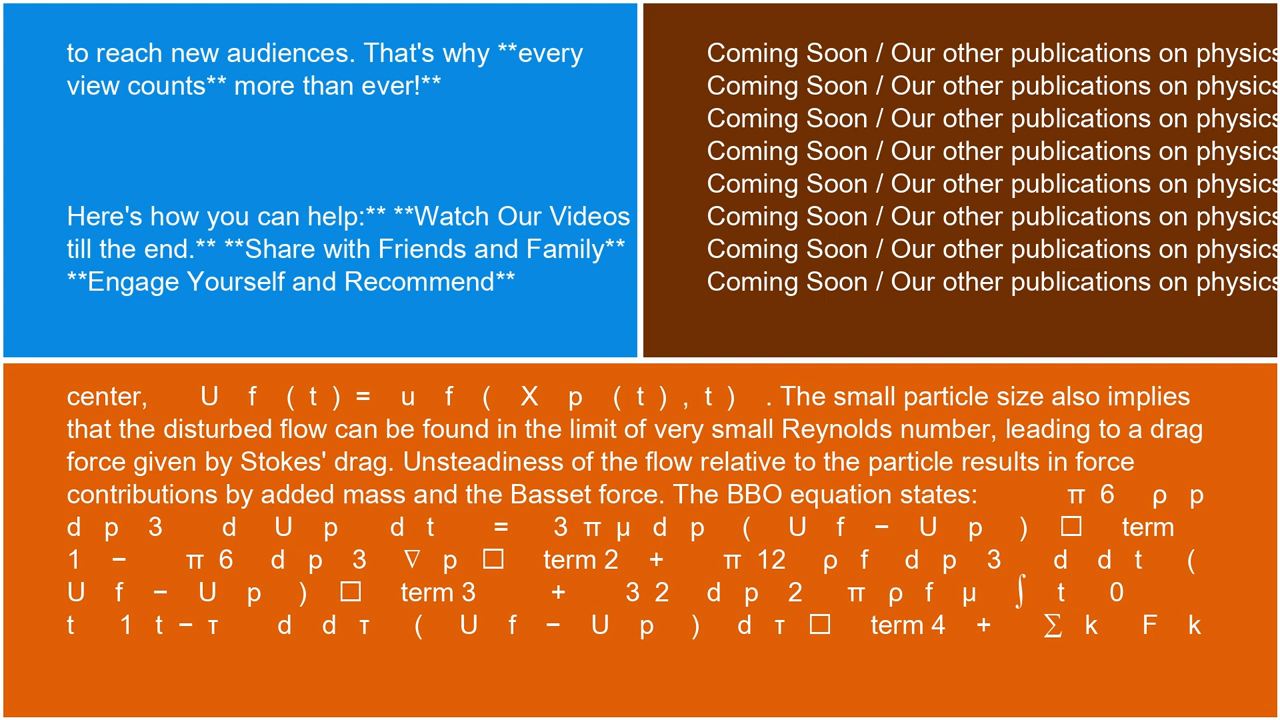 to reach new audiences. That's why **every
view counts** more than ever!**
Here's how you can help:** **Watch Our Videos
till the end.** **Share with Friends and Family**
**Engage Yourself and Recommend**
Coming Soon / Our other publications on physics
Coming Soon / Our other publications on physics
Coming Soon / Our other publications on physics
Coming Soon / Our other publications on physics
Coming Soon / Our other publications on physics
Coming Soon / Our other publications on physics
Coming Soon / Our other publications on physics
Coming Soon / Our other publications on physics
center, U f ( t ) = u f ( X p ( t ) , t ) . The small particle size also implies
that the disturbed flow can be found in the limit of very small Reynolds number, leading to a drag
force given by Stokes' drag. Unsteadiness of the flow relative to the particle results in force
contributions by added mass and the Basset force. The BBO equation states: π 6 ρ p
d p 3 d U p d t = 3 π μ d p ( U f − U p ) □ term
1 − π 6 d p 3 ∇ p □ term 2 + π 12 ρ f d p 3 d d t (
U f − U p ) □ term 3 + 3 2 d p 2 π ρ f μ ∫ t 0
t 1 t − τ d d τ ( U f − U p ) d τ □ term 4 + ∑ k F k